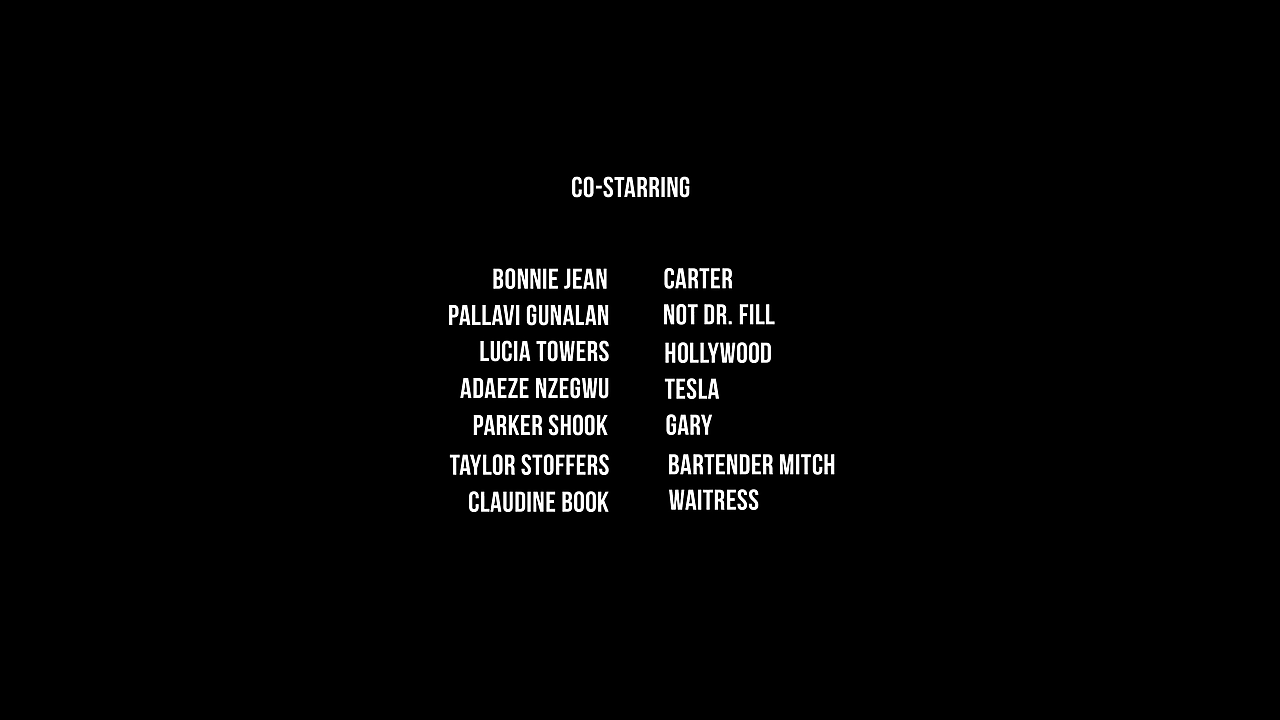 CO-STARRING
BONNIE JEAN CARTER
PALLAVI GUNALAN NOT DR. FILL
LUCIA TOWERS HOLLYWOOD
ADAEZE NZEGWU TESLA
PARKER SHOOK GARY
TAYLOR STOFFERS BARTENDER MITCH
CLAUDINE BOOK WAITRESS